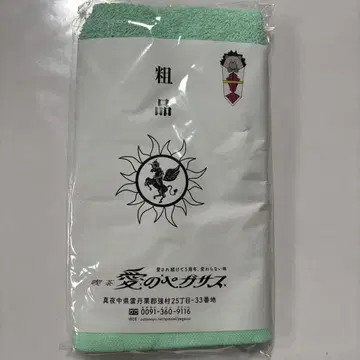 粗品
愛され続けて3周年、変わらない味
喫茶 愛のペガサス
真夜中県雲丹栗郡強村25丁目-33番地
0091-360-9116